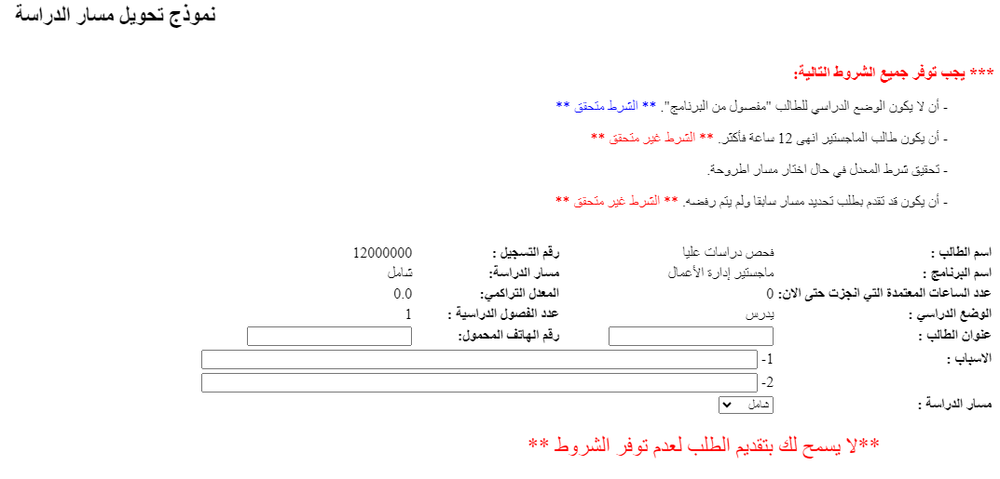 نموذج تحويل مسار الدراسة
*** يجب توفر جميع الشروط التالية:
- أن لا يكون الوضع الدراسي للطالب "مفصول من البرنامج". ** الشرط متحقق **
- أن يكون طالب الماجستير انهى 12 ساعة فأكثر. ** الشرط غير متحقق **
- تحقيق شرط المعدل في حال اختار مسار اطروحة.
- أن يكون قد تقدم بطلب تحديد مسار سابقا ولم يتم رفضه. ** الشرط غير متحقق **
اسم الطالب : فحص دراسات عليا رقم التسجيل : 12000000
اسم البرنامج : ماجستير إدارة الأعمال مسار الدراسة: شامل
عدد الساعات المعتمدة التي انجزت حتى الان: 0 المعدل التراكمي: 0.0
الوضع الدراسي : يدرس عدد الفصول الدراسية : 1
عنوان الطالب : رقم الهاتف المحمول:
الاسباب : 1-
2-
مسار الدراسة : شامل
**لا يسمح لك بتقديم الطلب لعدم توفر الشروط **